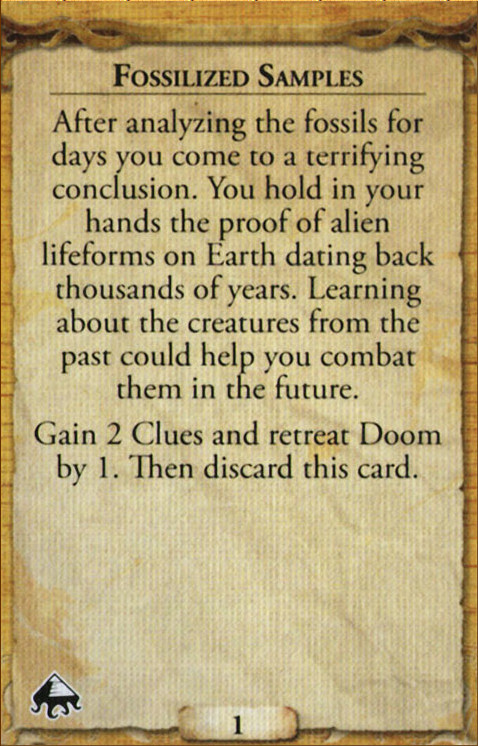 Fossilized Samples
After analyzing the fossils for
days you come to a terrifying
conclusion. You hold in your
hands the proof of alien
lifeforms on Earth dating back
thousands of years. Learning
about the creatures from the
past could help you combat
them in the future.
Gain 2 Clues and retreat Doom
by 1. Then discard this card.
1